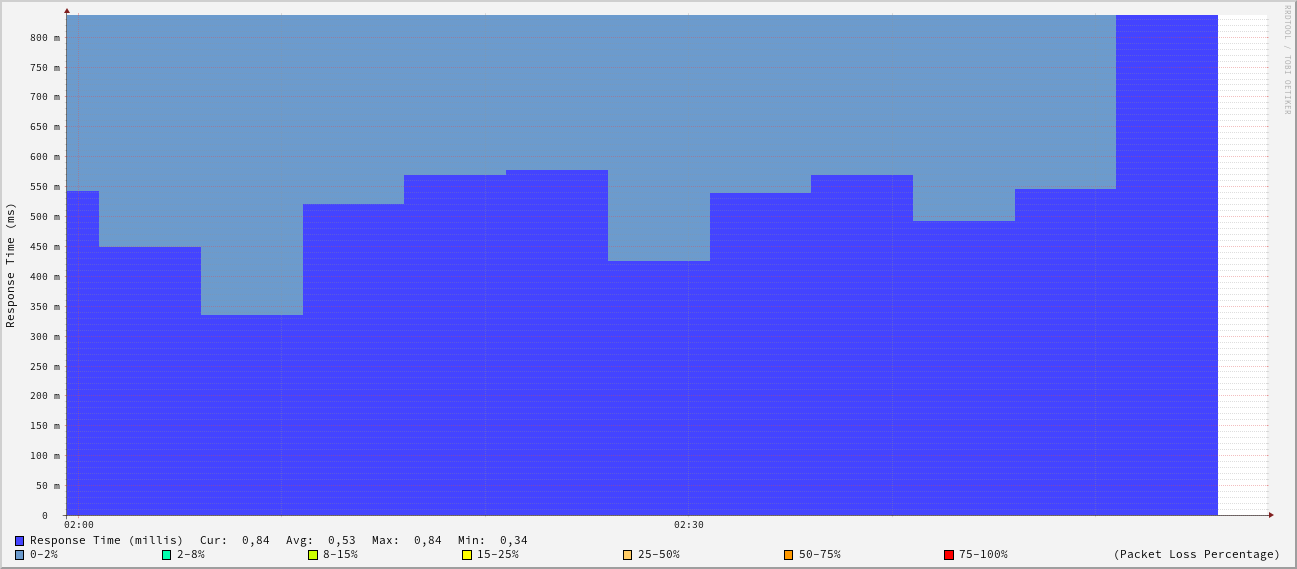 RRDTOOL / TOBI OETIKER
Response Time (ms)
800 m
750 m
700 m
650 m
600 m
550 m
500 m
450 m
400 m
350 m
300 m
250 m
200 m
150 m
100 m
50 m
0
02:00 02:30
Response Time (millis) Cur: 0,84 Avg: 0,53 Max: 0,84 Min: 0,34
0-2% 2-8% 8-15% 15-25% 25-50% 50-75% 75-100% (Packet Loss Percentage)